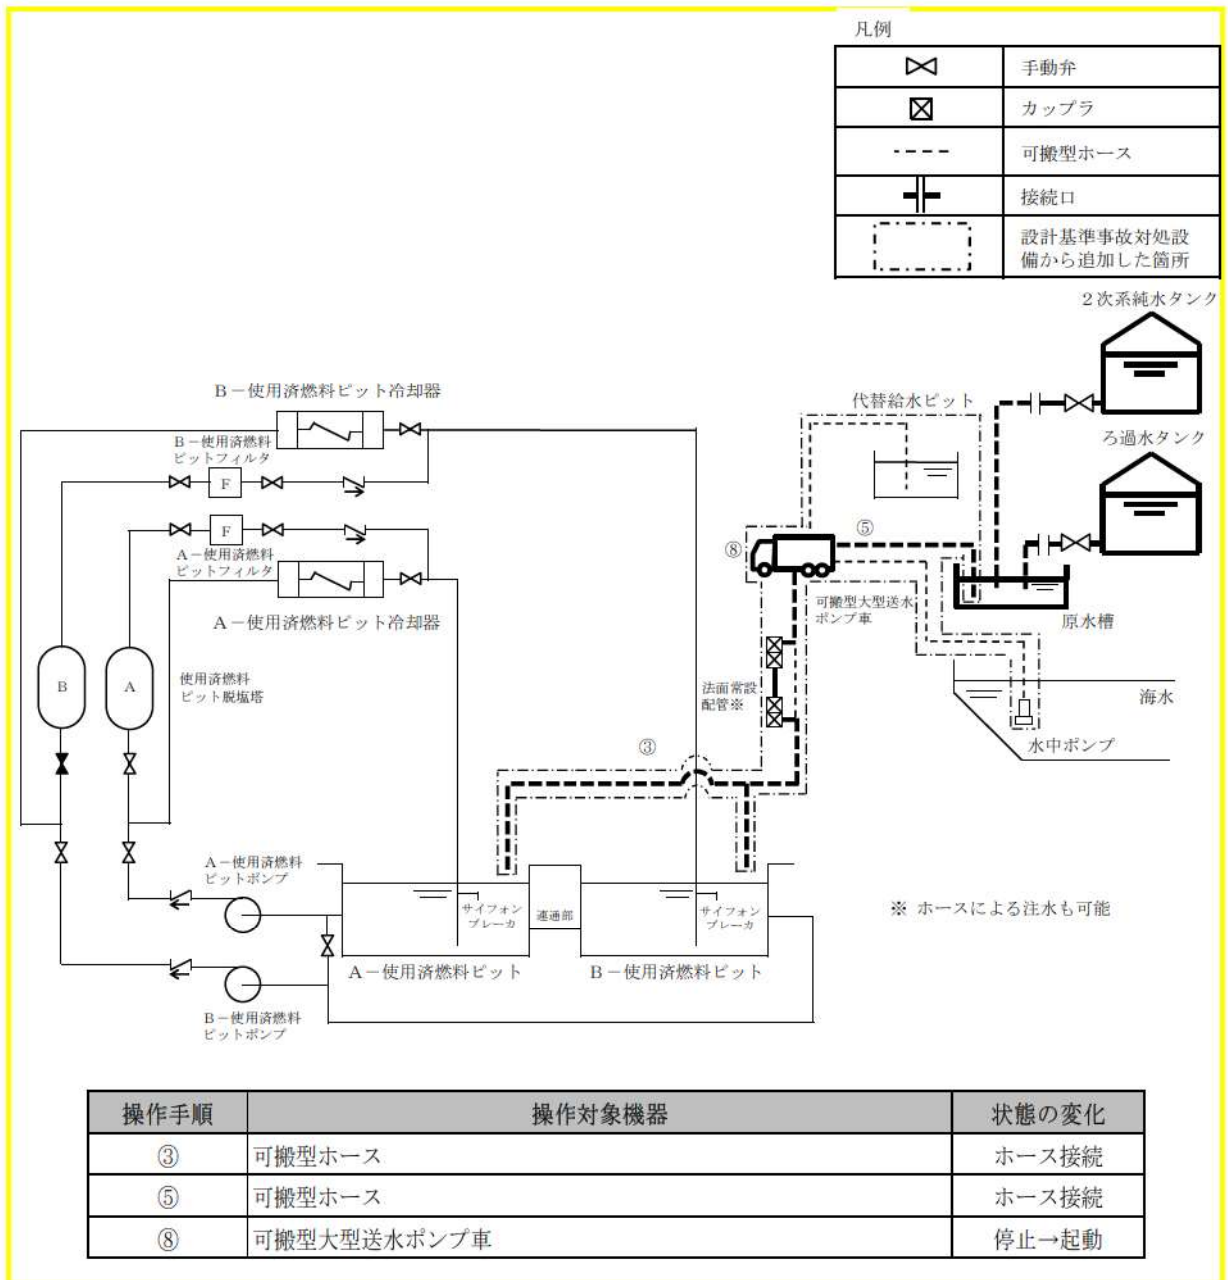 凡例
手動弁
カップラ
可搬型ホース
接続口
設計基準事故対処設
備から追加した箇所
2次系純水タンク
B-使用済燃料ピット冷却器
代替給水ピット
B-使用済燃料
ピットフィルタ
F
ろ過水タンク
F
A-使用済燃料
ピットフィルタ
⑤
⑧
A-使用済燃料ピット冷却器
可搬型大型送水
ポンプ車
原水槽
B
A
使用済燃料
ピット脱塩塔
法面常設
配管※
海水
水中ポンプ
③
A-使用済燃料
ピットポンプ
サイフォン
ブレーカ
連通部
サイフォン
ブレーカ
※ ホースによる注水も可能
A-使用済燃料ピット
B-使用済燃料ピット
B-使用済燃料
ピットポンプ
操作手順 操作対象機器 状態の変化
③ 可搬型ホース ホース接続
⑤ 可搬型ホース ホース接続
⑧ 可搬型大型送水ポンプ車 停止→起動